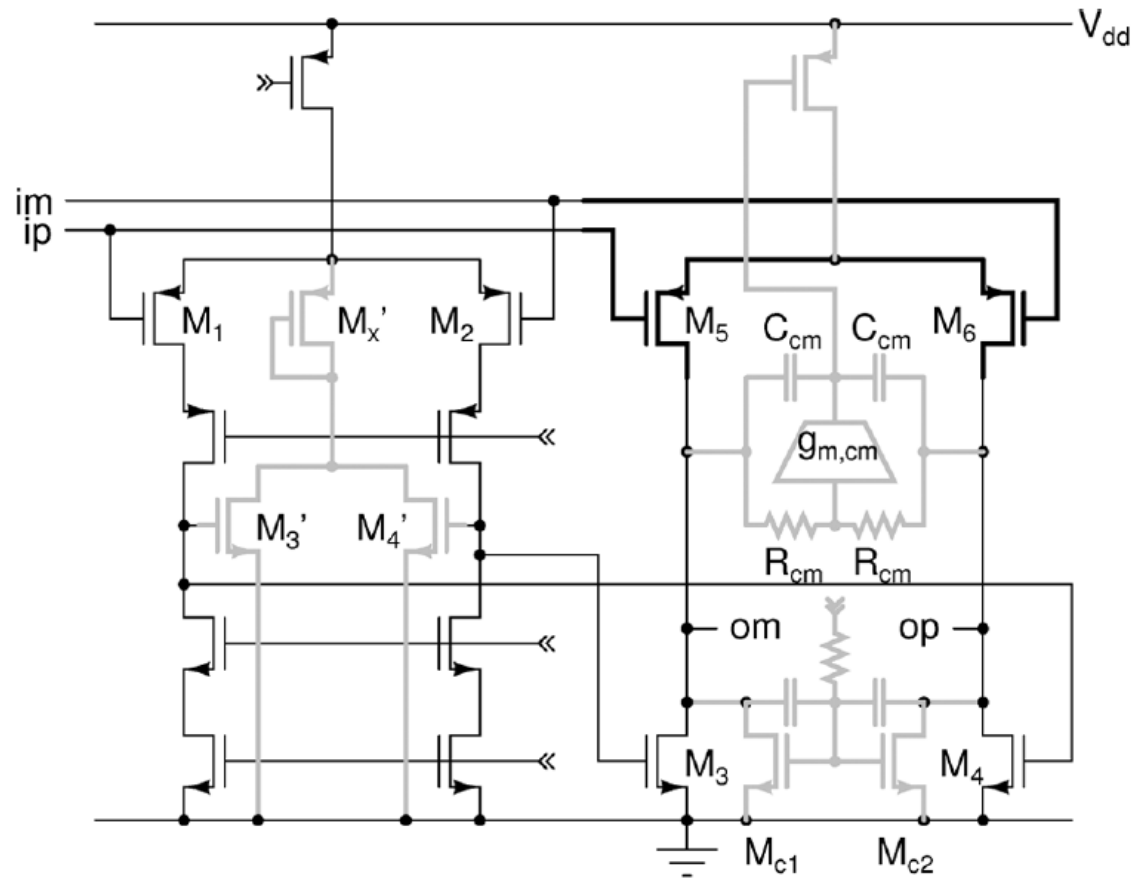 V_dd
im
ip
M_1 M_x' M_2 M_5 M_6
C_cm C_cm
g_m,cm
M_3' M_4'
R_cm R_cm
om op
M_3 M_4
M_c1 M_c2